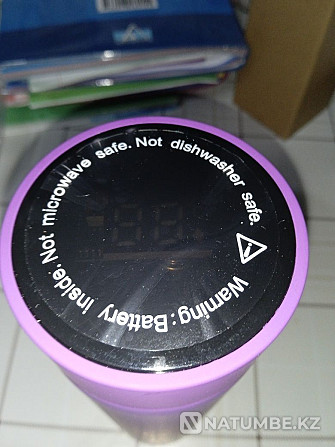 Warning: Battery Inside. Not microwave safe. Not dishwasher safe.
NATUMBE.KZ